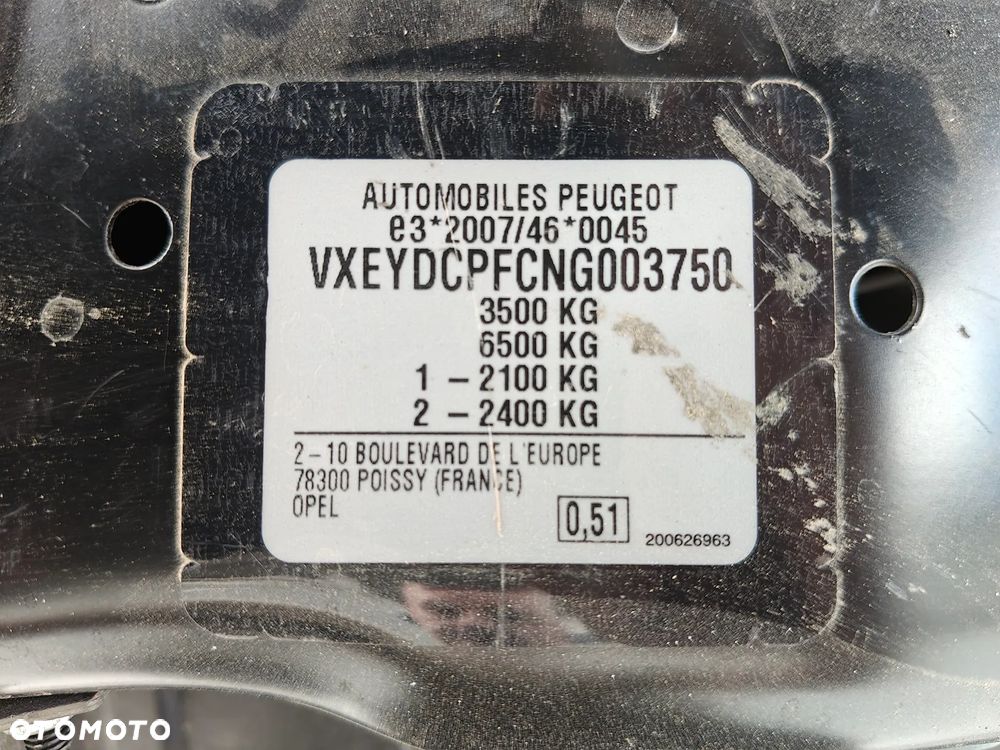 AUTOMOBILES PEUGEOT
e3*2007/46*0045
VXEYDCPFCNG003750
3500 KG
6500 KG
1 - 2100 KG
2 - 2400 KG
2-10 BOULEVARD DE L'EUROPE
78300 POISSY (FRANCE)
OPEL
0,51
200626963
OTOMOTO